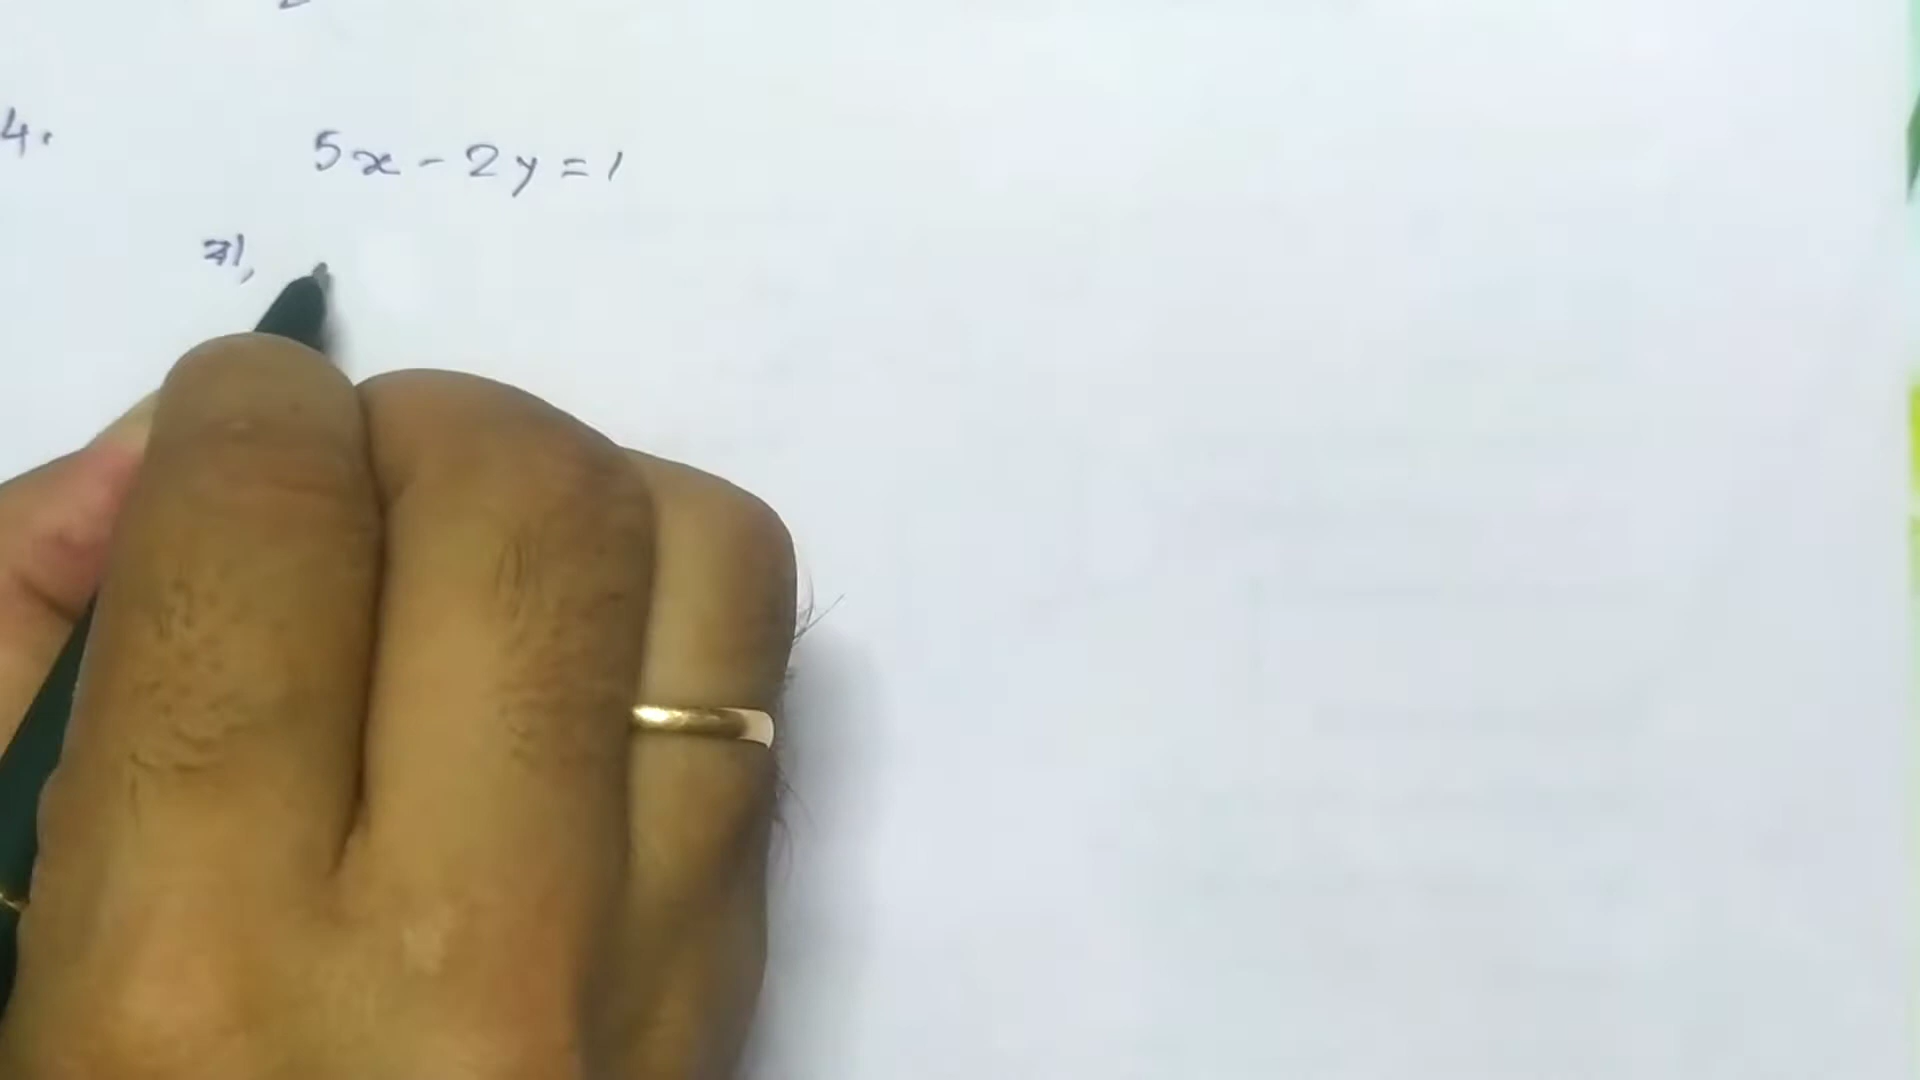 4. 5x - 2y = 1
বা,